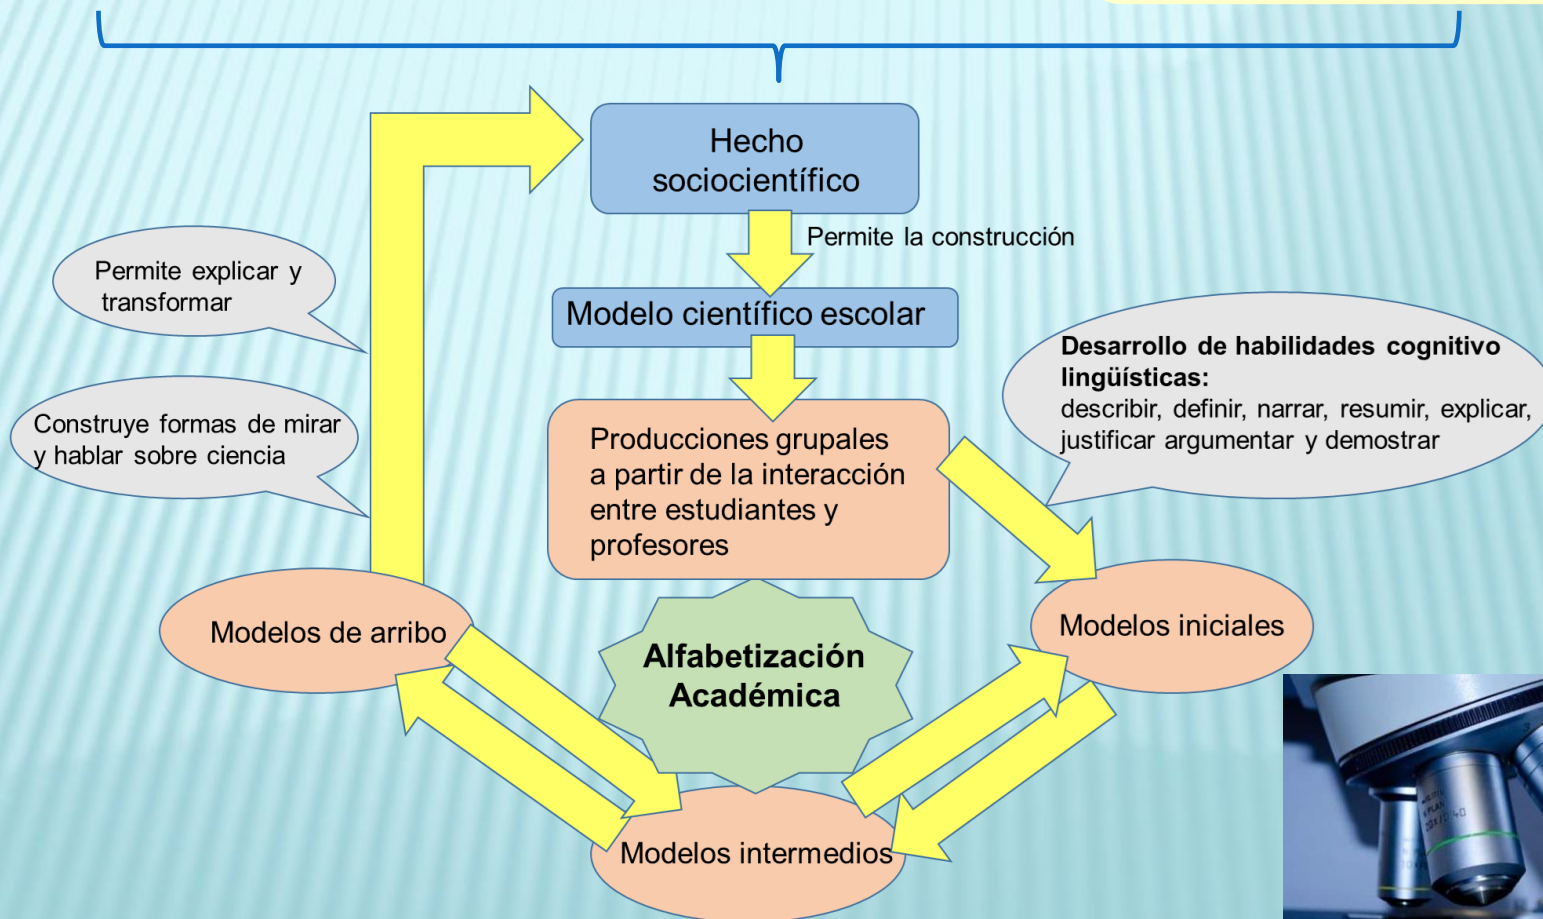 Hecho
sociocientífico
Permite la construcción
Permite explicar y
transformar
Modelo científico escolar
Desarrollo de habilidades cognitivo
lingüísticas:
describir, definir, narrar, resumir, explicar,
justificar argumentar y demostrar
Construye formas de mirar
y hablar sobre ciencia
Producciones grupales
a partir de la interacción
entre estudiantes y
profesores
Modelos de arribo
Alfabetización
Académica
Modelos iniciales
Modelos intermedios